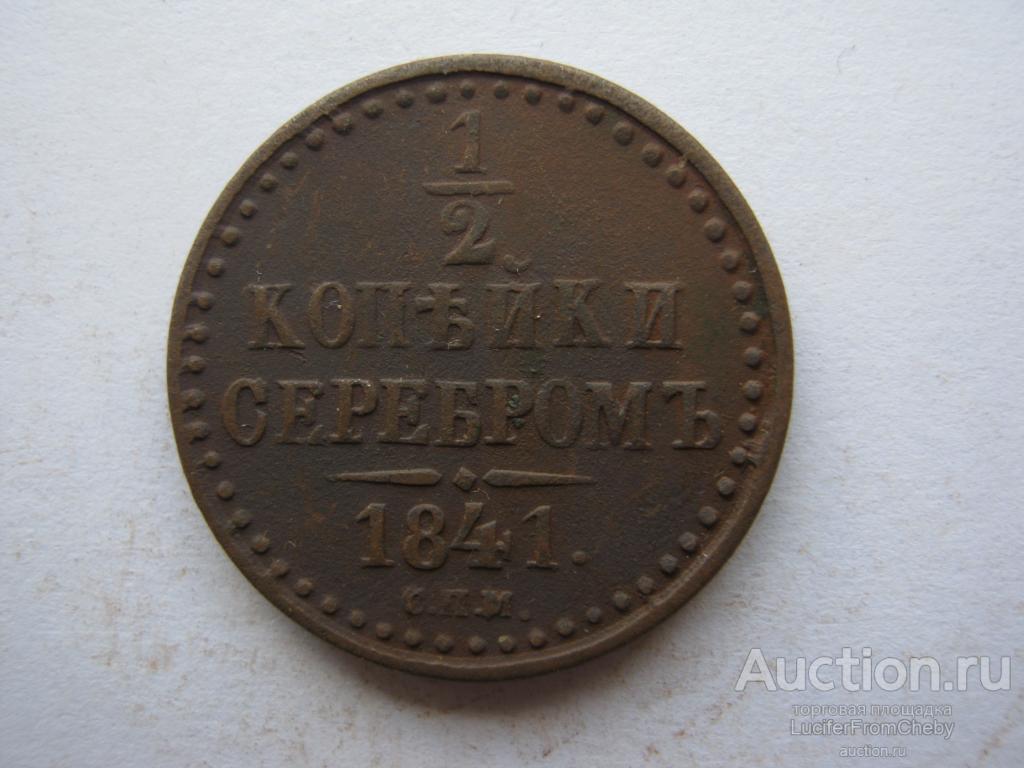 1
2
КОПѢЙКИ
СЕРЕБРОМЪ
1841.
С.П.М.
Auction.ru
торговая площадка
LuciferFromCheby
auction.ru